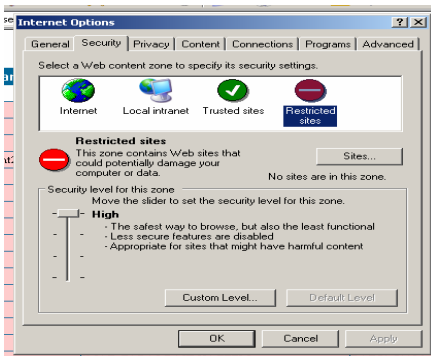 Internet Options
General Security Privacy Content Connections Programs Advanced
Select a Web content zone to specify its security settings.
Internet Local intranet Trusted sites Restricted sites
Restricted sites
This zone contains Web sites that
could potentially damage your
computer or data.
Sites...
No sites are in this zone.
Security level for this zone
Move the slider to set the security level for this zone.
High
- The safest way to browse, but also the least functional
- Less secure features are disabled
- Appropriate for sites that might have harmful content
Custom Level... Default Level
OK Cancel Apply